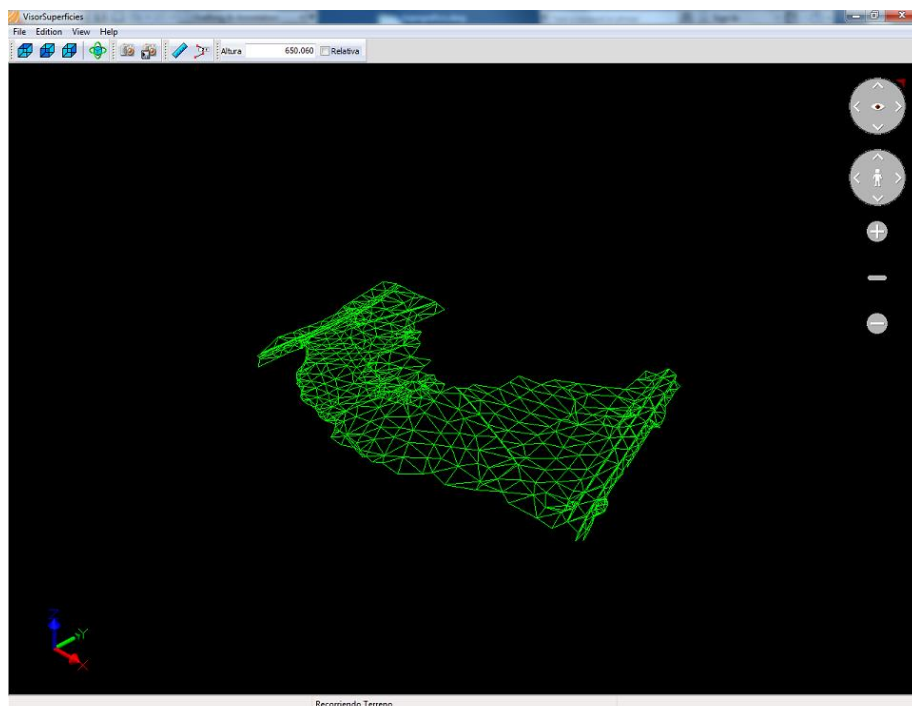 VisorSuperficies
File Edition View Help
Altura 650.060 Relativa
Z
Y
X
Recorriendo Terreno